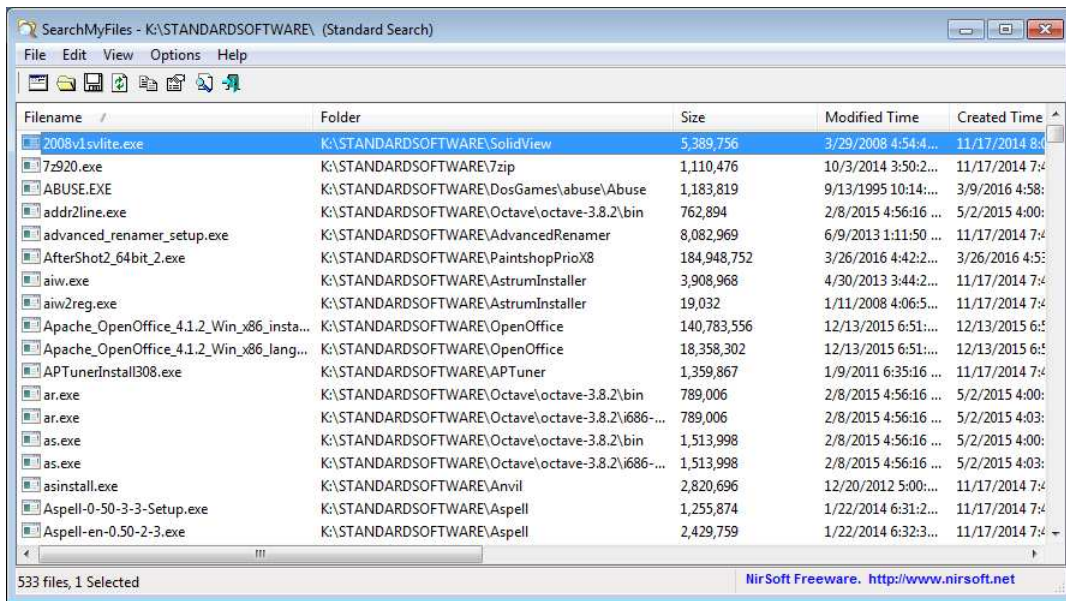 SearchMyFiles - K:\STANDARDSOFTWARE\ (Standard Search)
File Edit View Options Help
Filename / Folder Size Modified Time Created Time
2008v1svlite.exe K:\STANDARDSOFTWARE\SolidView 5,389,756 3/29/2008 4:54:4... 11/17/2014 8:0
7z920.exe K:\STANDARDSOFTWARE\7zip 1,110,476 10/3/2014 3:50:2... 11/17/2014 7:4
ABUSE.EXE K:\STANDARDSOFTWARE\DosGames\abuse\Abuse 1,183,819 9/13/1995 10:14:... 3/9/2016 4:58:
addr2line.exe K:\STANDARDSOFTWARE\Octave\octave-3.8.2\bin 762,894 2/8/2015 4:56:16 ... 5/2/2015 4:00:
advanced_renamer_setup.exe K:\STANDARDSOFTWARE\AdvancedRenamer 8,082,969 6/9/2013 1:11:50 ... 11/17/2014 7:4
AfterShot2_64bit_2.exe K:\STANDARDSOFTWARE\PaintshopPrioX8 184,948,752 3/26/2016 4:42:2... 3/26/2016 4:53
aiw.exe K:\STANDARDSOFTWARE\AstrumInstaller 3,908,968 4/30/2013 3:44:2... 11/17/2014 7:4
aiw2reg.exe K:\STANDARDSOFTWARE\AstrumInstaller 19,032 1/11/2008 4:06:5... 11/17/2014 7:4
Apache_OpenOffice_4.1.2_Win_x86_insta... K:\STANDARDSOFTWARE\OpenOffice 140,783,556 12/13/2015 6:51:... 12/13/2015 6:5
Apache_OpenOffice_4.1.2_Win_x86_lang... K:\STANDARDSOFTWARE\OpenOffice 18,358,302 12/13/2015 6:51:... 12/13/2015 6:5
APTunerInstall308.exe K:\STANDARDSOFTWARE\APTuner 1,359,867 1/9/2011 6:35:16 ... 11/17/2014 7:4
ar.exe K:\STANDARDSOFTWARE\Octave\octave-3.8.2\bin 789,006 2/8/2015 4:56:16 ... 5/2/2015 4:00:
ar.exe K:\STANDARDSOFTWARE\Octave\octave-3.8.2\i686-... 789,006 2/8/2015 4:56:16 ... 5/2/2015 4:03:
as.exe K:\STANDARDSOFTWARE\Octave\octave-3.8.2\bin 1,513,998 2/8/2015 4:56:16 ... 5/2/2015 4:00:
as.exe K:\STANDARDSOFTWARE\Octave\octave-3.8.2\i686-... 1,513,998 2/8/2015 4:56:16 ... 5/2/2015 4:03:
asinstall.exe K:\STANDARDSOFTWARE\Anvil 2,820,696 12/20/2012 5:00:... 11/17/2014 7:4
Aspell-0-50-3-3-Setup.exe K:\STANDARDSOFTWARE\Aspell 1,255,874 1/22/2014 6:31:2... 11/17/2014 7:4
Aspell-en-0.50-2-3.exe K:\STANDARDSOFTWARE\Aspell 2,429,759 1/22/2014 6:32:3... 11/17/2014 7:4
533 files, 1 Selected NirSoft Freeware. http://www.nirsoft.net